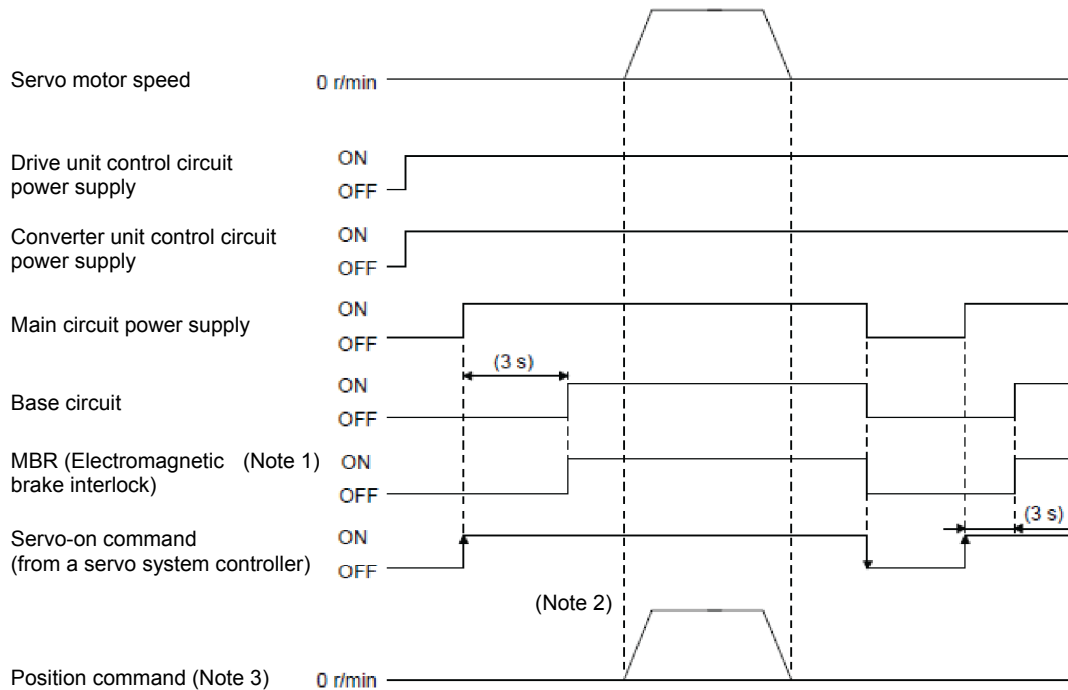 Servo motor speed 0 r/min
Drive unit control circuit
power supply
ON
OFF
Converter unit control circuit
power supply
ON
OFF
Main circuit power supply
ON
OFF
(3 s)
Base circuit
ON
OFF
MBR (Electromagnetic (Note 1)
brake interlock)
ON
OFF
(3 s)
Servo-on command
(from a servo system controller)
ON
OFF
(Note 2)
Position command (Note 3) 0 r/min